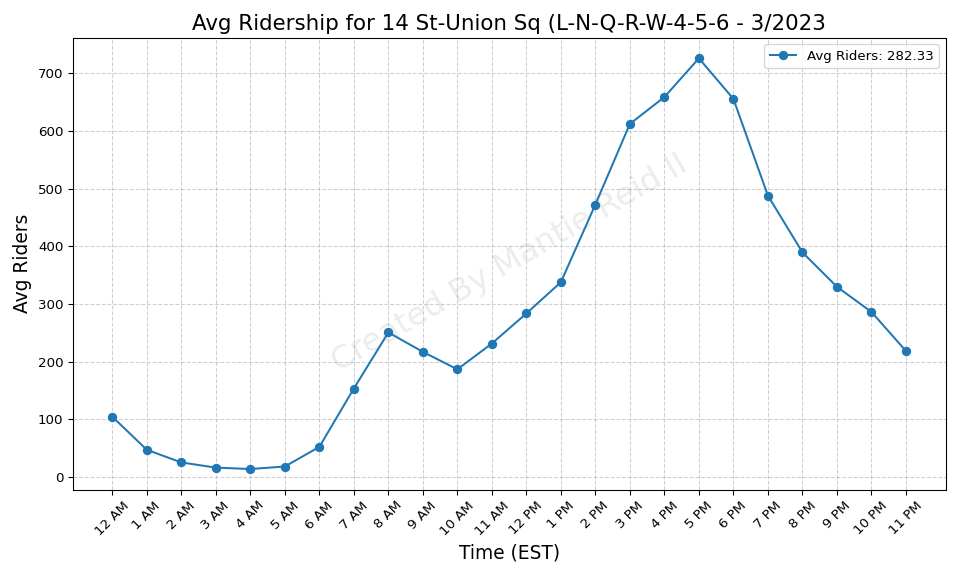 Avg Ridership for 14 St-Union Sq (L-N-Q-R-W-4-5-6 - 3/2023
Avg Riders: 282.33
700
600
500
400
300
200
100
0
Avg Riders
Created By Mantie Reid II
12 AM
1 AM
2 AM
3 AM
4 AM
5 AM
6 AM
7 AM
8 AM
9 AM
10 AM
11 AM
12 PM
1 PM
2 PM
3 PM
4 PM
5 PM
6 PM
7 PM
8 PM
9 PM
10 PM
11 PM
Time (EST)